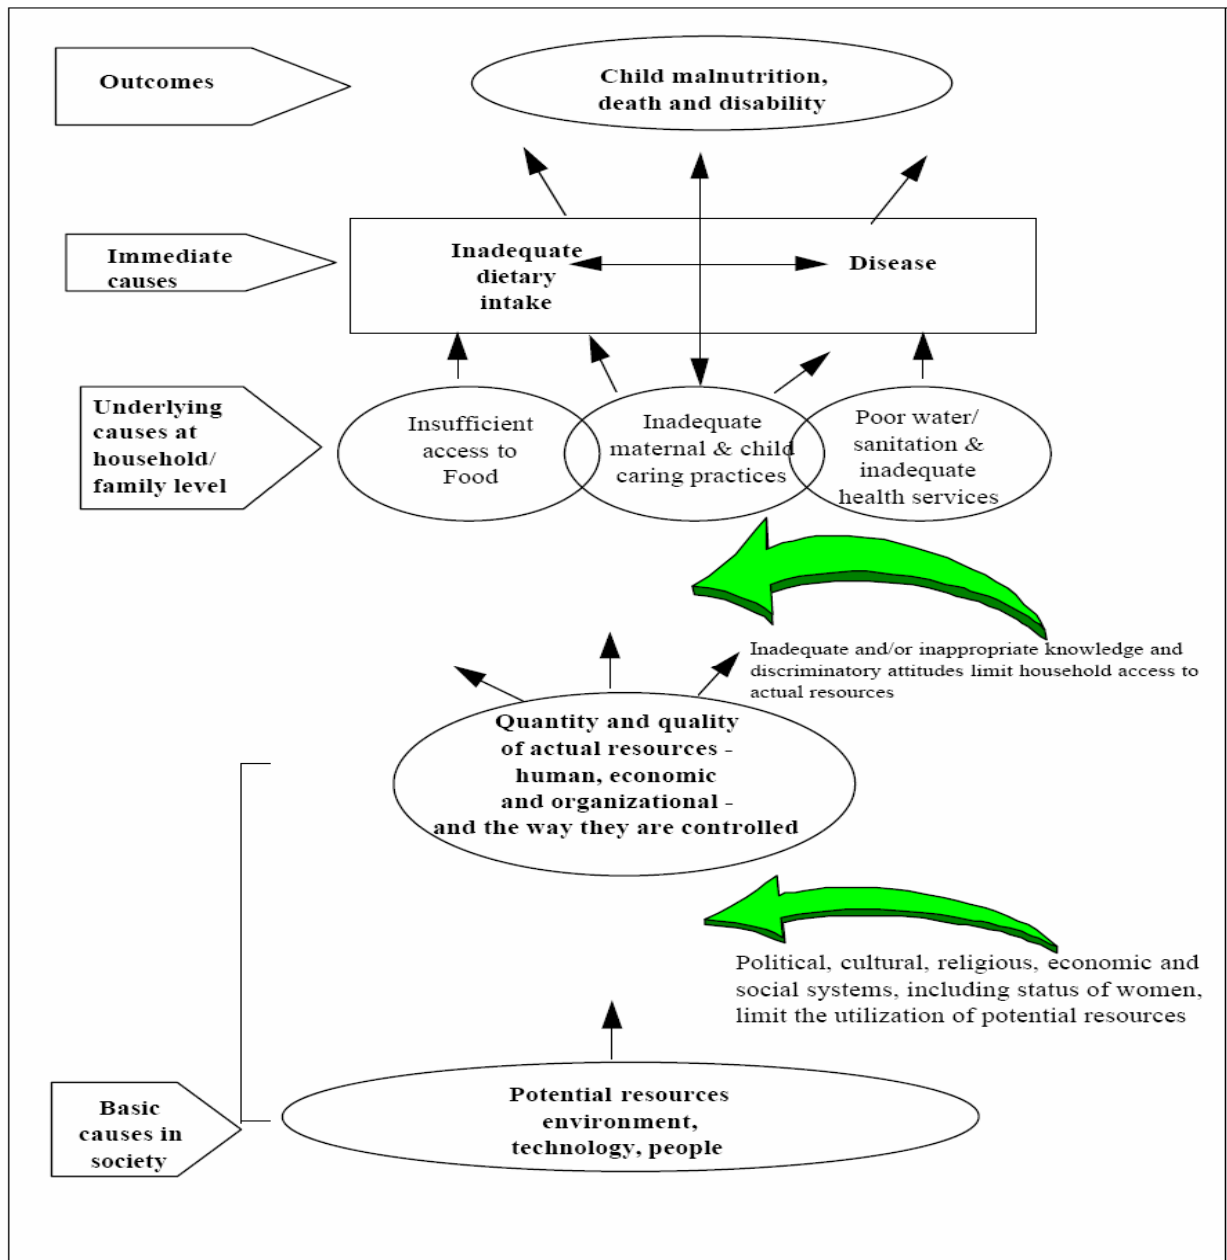 Outcomes
Child malnutrition,
death and disability
Immediate
causes
Inadequate
dietary
intake
Disease
Underlying
causes at
household/
family level
Insufficient
access to
Food
Inadequate
maternal & child
caring practices
Poor water/
sanitation &
inadequate
health services
Inadequate and/or inappropriate knowledge and
discriminatory attitudes limit household access to
actual resources
Quantity and quality
of actual resources -
human, economic
and organizational -
and the way they are controlled
Political, cultural, religious, economic and
social systems, including status of women,
limit the utilization of potential resources
Basic
causes in
society
Potential resources
environment,
technology, people